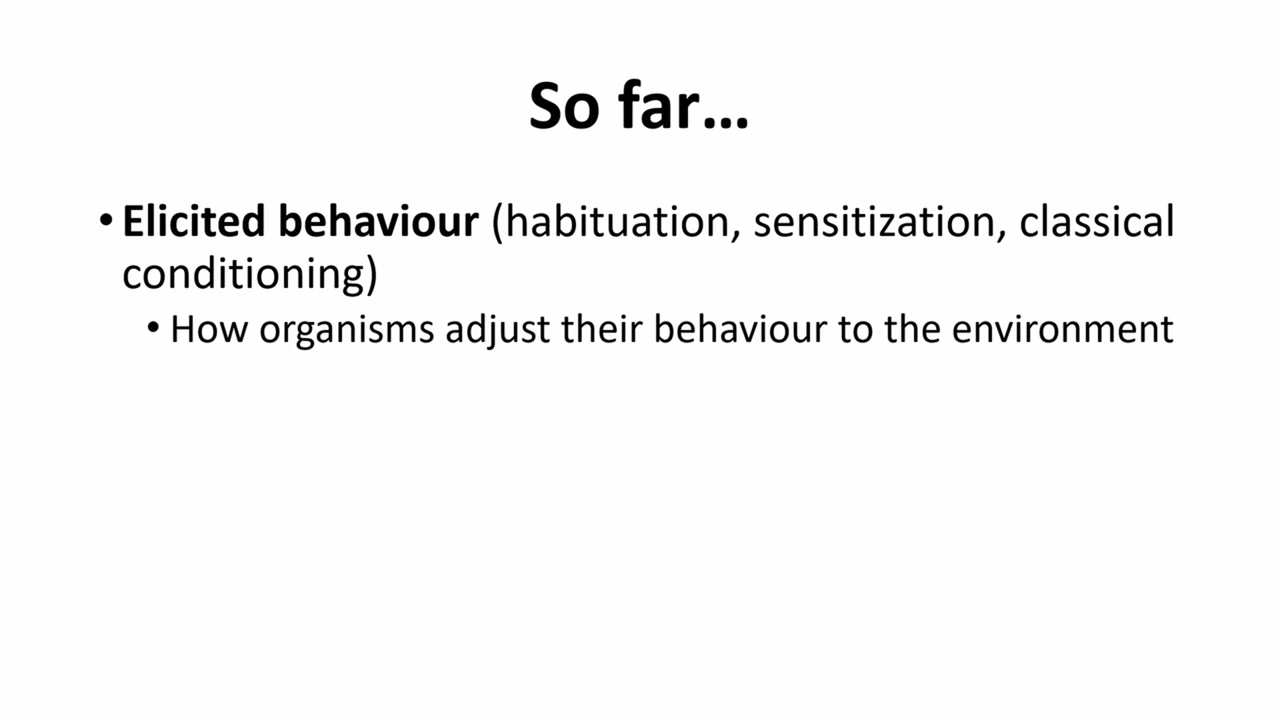 So far...
• Elicited behaviour (habituation, sensitization, classical
conditioning)
• How organisms adjust their behaviour to the environment